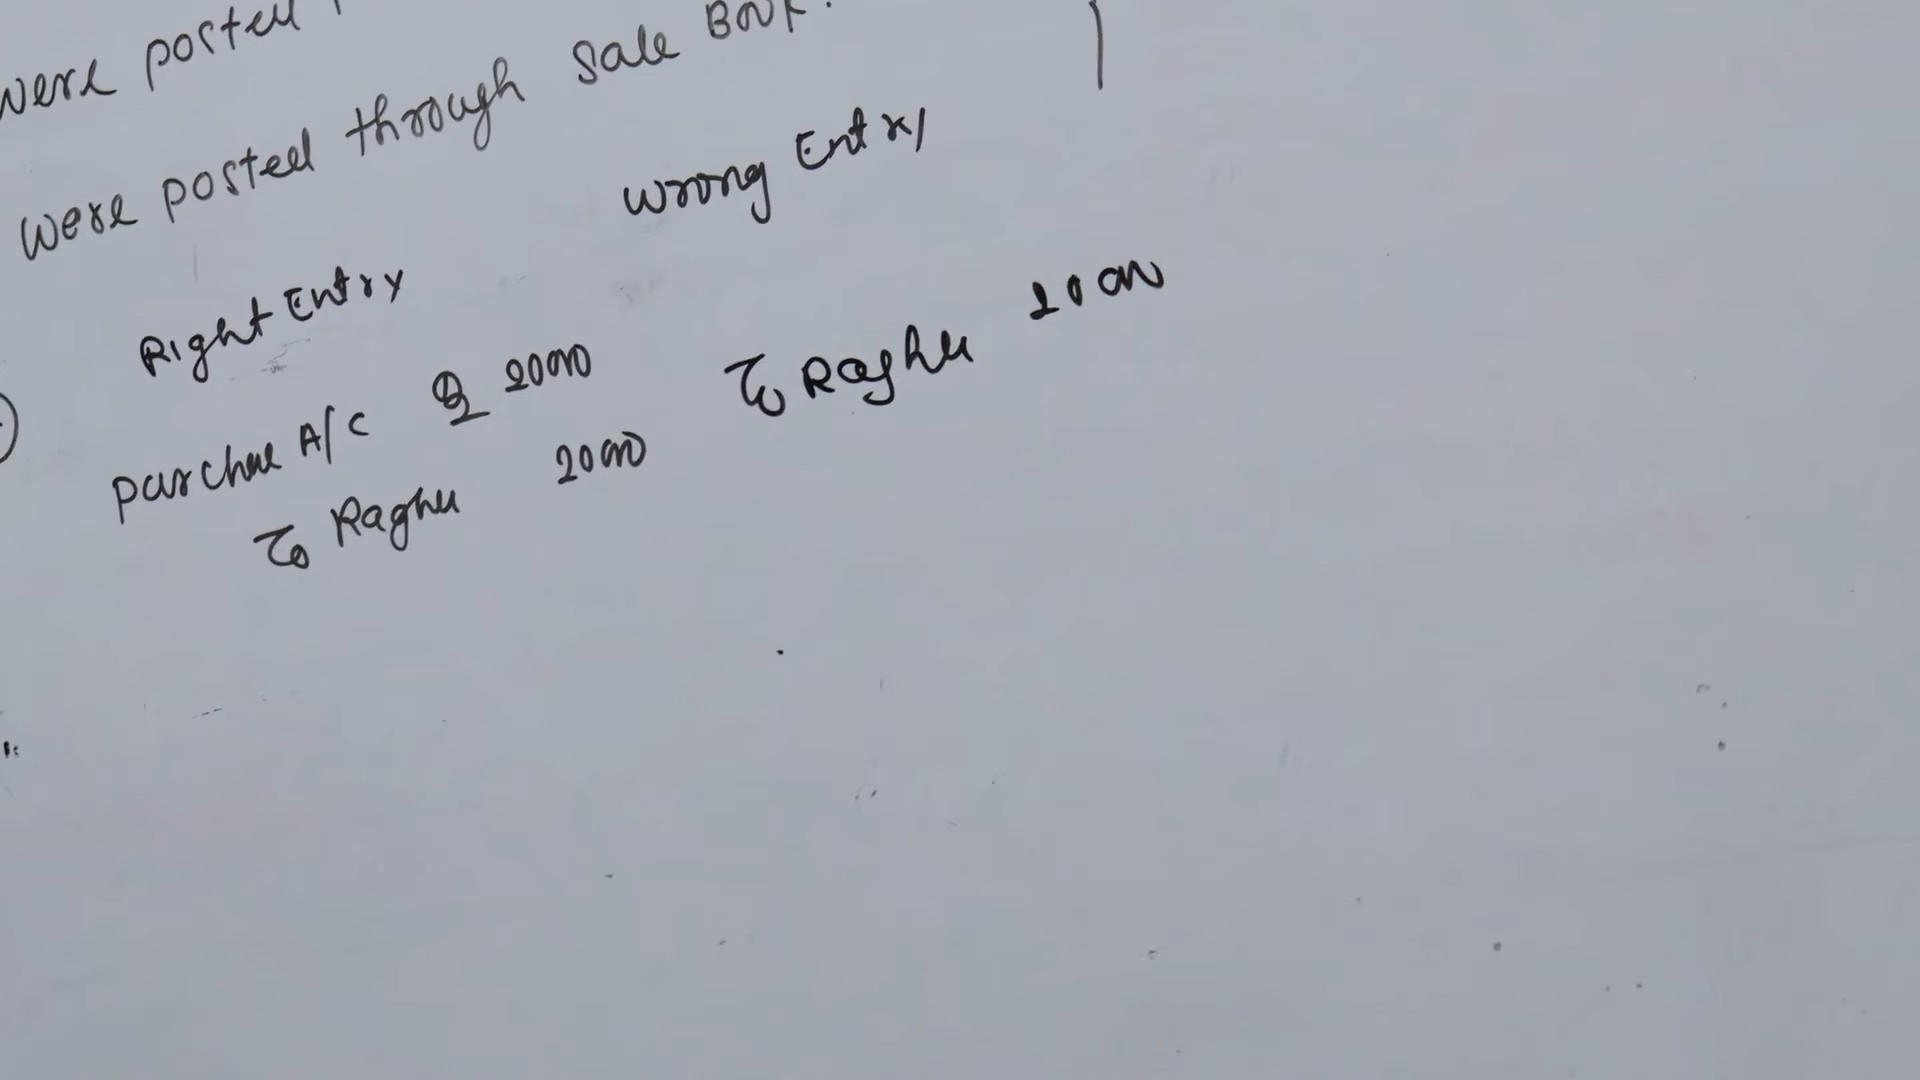 were posted
were posted through sale Book.
Right Entry
wrong Entry
purchase A/C Dr 2000
To Raghu 2000
To Raghu 2000